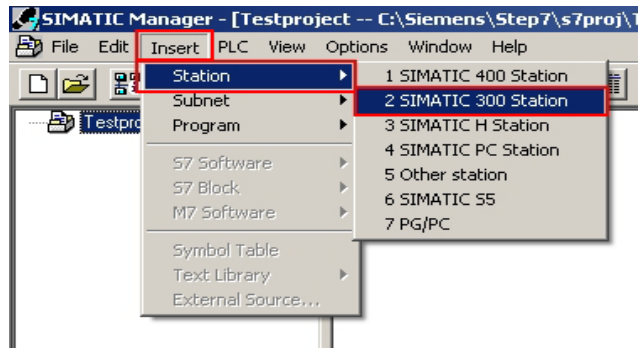 SIMATIC Manager - [Testproject -- C:\Siemens\Step7\s7proj\
File Edit Insert PLC View Options Window Help
Station
Subnet
Program
S7 Software
S7 Block
M7 Software
Symbol Table
Text Library
External Source...
1 SIMATIC 400 Station
2 SIMATIC 300 Station
3 SIMATIC H Station
4 SIMATIC PC Station
5 Other station
6 SIMATIC S5
7 PG/PC
Testpro